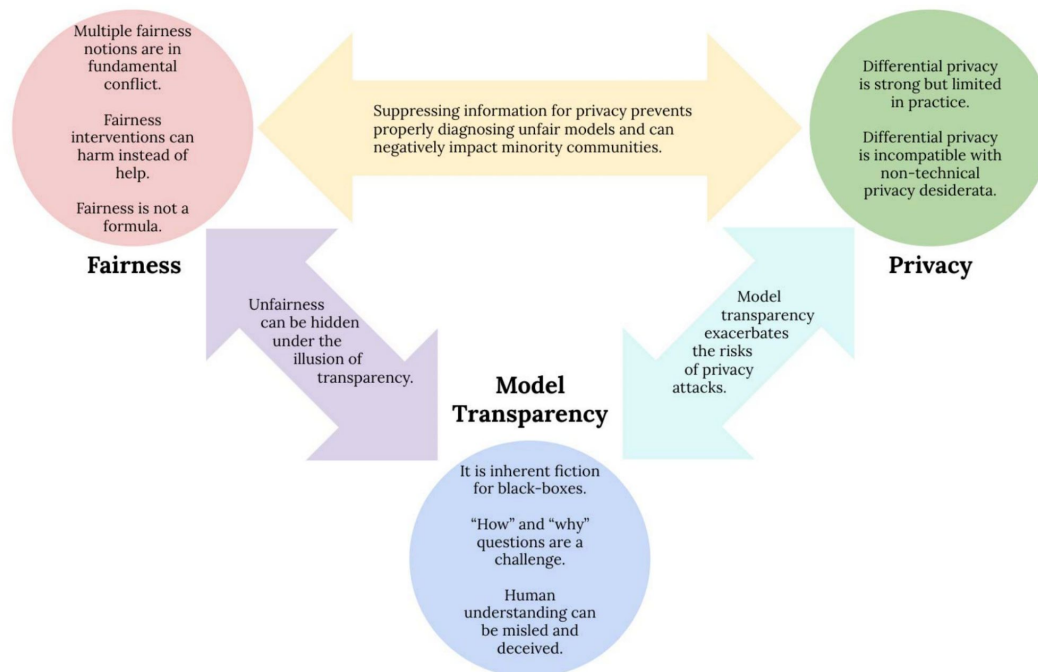 Multiple fairness
notions are in
fundamental
conflict.
Fairness
interventions can
harm instead of
help.
Fairness is not a
formula.
Fairness
Suppressing information for privacy prevents
properly diagnosing unfair models and can
negatively impact minority communities.
Differential privacy
is strong but limited
in practice.
Differential privacy
is incompatible with
non-technical
privacy desiderata.
Privacy
Unfairness
can be hidden
under the
illusion of
transparency.
Model
transparency
exacerbates
the risks
of privacy
attacks.
Model
Transparency
It is inherent fiction
for black-boxes.
“How” and “why”
questions are a
challenge.
Human
understanding can
be misled and
deceived.